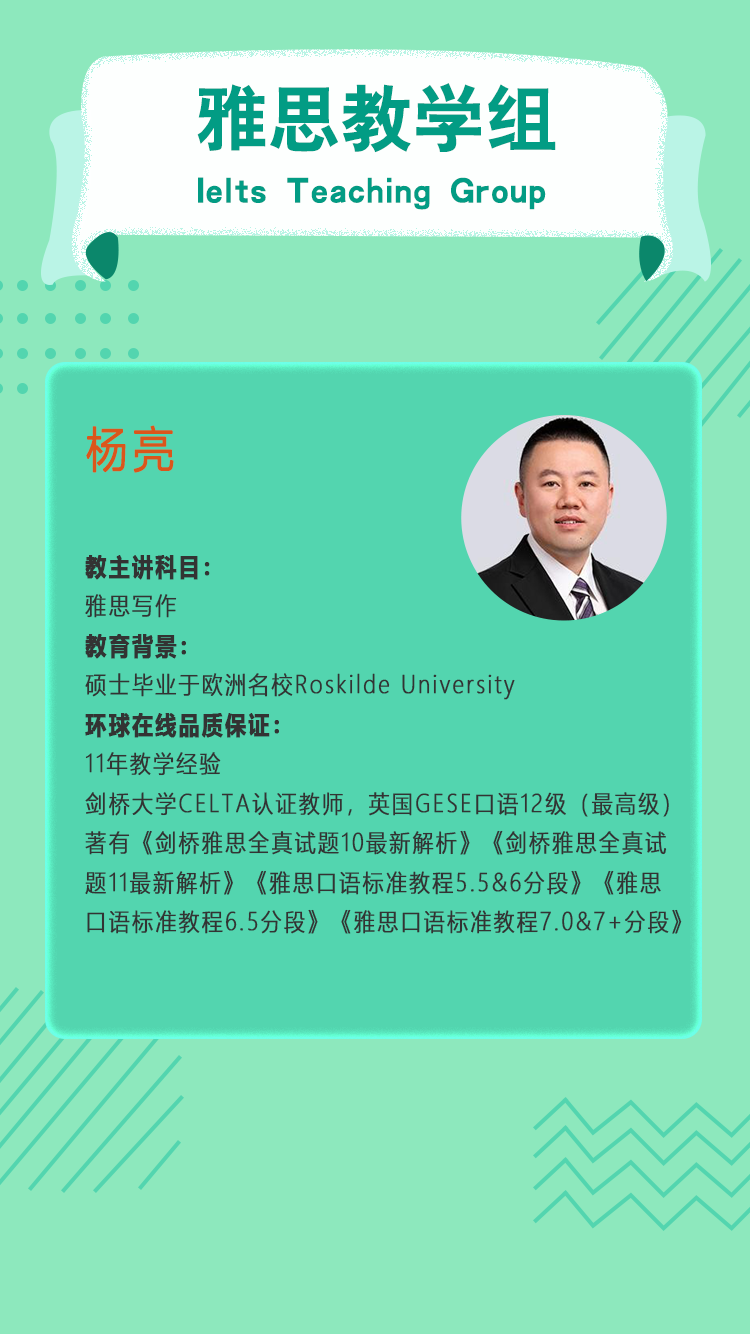 雅思教学组
Ielts Teaching Group
杨亮
教主讲科目：
雅思写作
教育背景：
硕士毕业于欧洲名校Roskilde University
环球在线品质保证：
11年教学经验
剑桥大学CELTA认证教师，英国GESE口语12级（最高级）
著有《剑桥雅思全真试题10最新解析》《剑桥雅思全真试
题11最新解析》《雅思口语标准教程5.5&6分段》《雅思
口语标准教程6.5分段》《雅思口语标准教程7.0&7+分段》